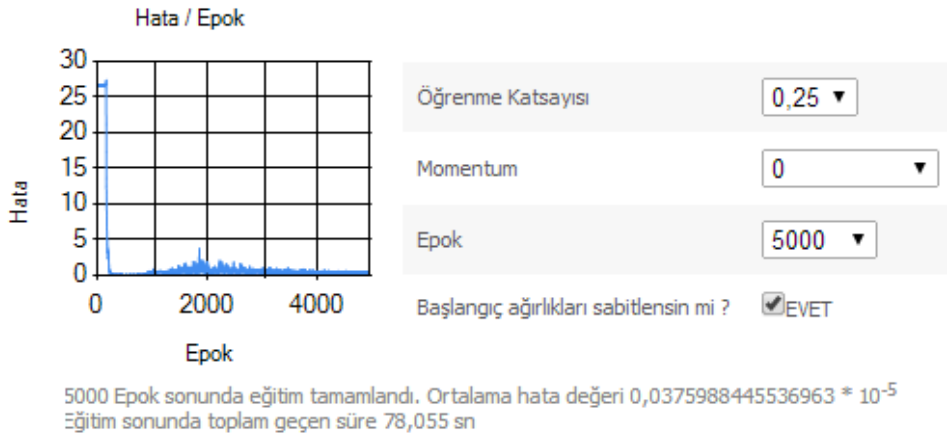 Hata / Epok
30
25
20
15
10
5
0
Hata
0 2000 4000
Epok
Öğrenme Katsayısı 0,25
Momentum 0
Epok 5000
Başlangıç ağırlıkları sabitlensin mi ? EVET
5000 Epok sonunda eğitim tamamlandı. Ortalama hata değeri 0,0375988445536963 * 10-5
Eğitim sonunda toplam geçen süre 78,055 sn